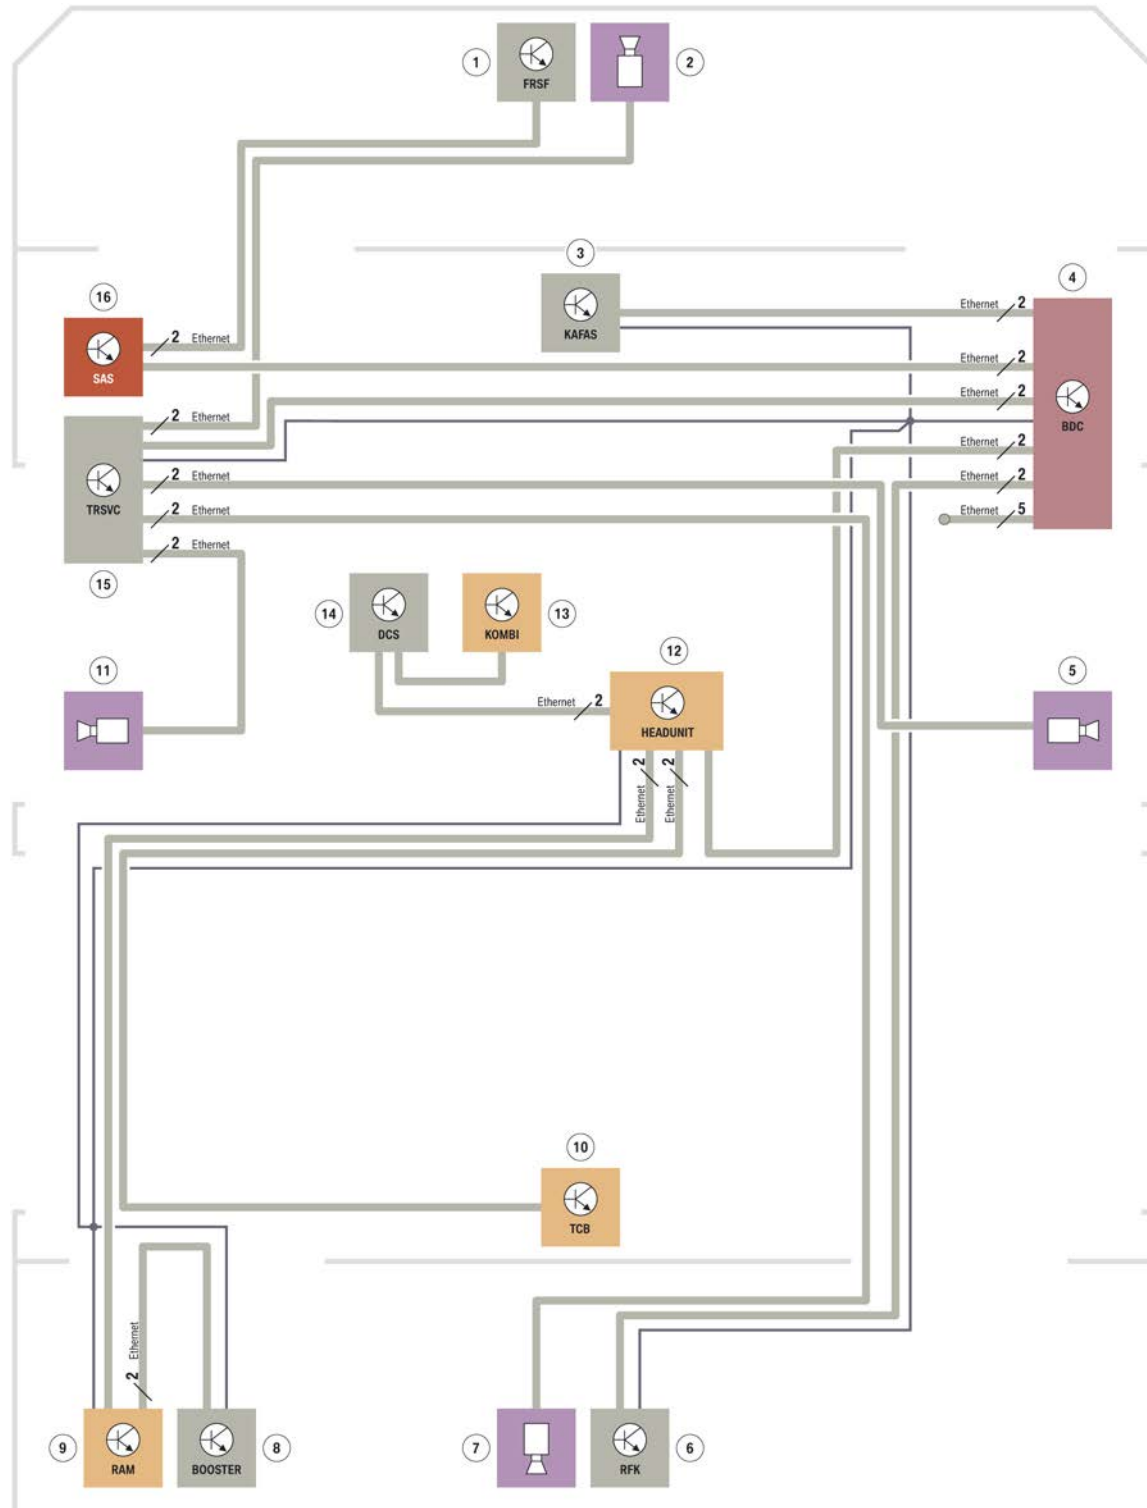 1
FRSF
2
3
KAFAS
4
Ethernet 2
16
SAS
2 Ethernet
Ethernet 2
Ethernet 2
BDC
2 Ethernet
Ethernet 2
2 Ethernet
Ethernet 2
TRSVC
2 Ethernet
Ethernet 5
2 Ethernet
15
14
DCS
KOMBI
13
12
11
Ethernet 2
HEADUNIT
5
2
Ethernet
2
Ethernet
10
TCB
Ethernet
2
9
RAM
BOOSTER
8
7
RFK
6